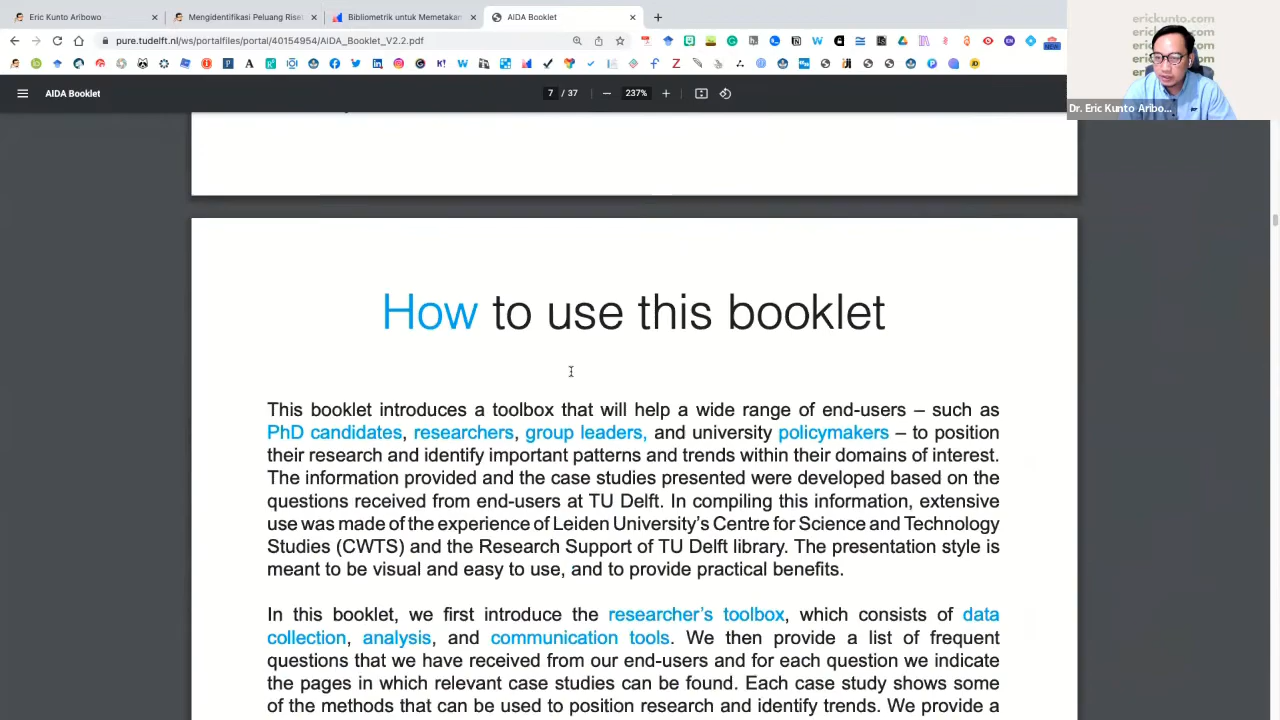 Eric Kunto Aribowo
Mengidentifikasi Peluang Riset
Bibliometrik untuk Memetakan
AIDA Booklet
pure.tudelft.nl/ws/portalfiles/portal/40154954/AIDA_Booklet_V2.2.pdf
NEW
erickunto.com
Dr. Eric Kunto Aribo...
AIDA Booklet
7 / 37
237%
How to use this booklet
This booklet introduces a toolbox that will help a wide range of end-users – such as
PhD candidates, researchers, group leaders, and university policymakers – to position
their research and identify important patterns and trends within their domains of interest.
The information provided and the case studies presented were developed based on the
questions received from end-users at TU Delft. In compiling this information, extensive
use was made of the experience of Leiden University's Centre for Science and Technology
Studies (CWTS) and the Research Support of TU Delft library. The presentation style is
meant to be visual and easy to use, and to provide practical benefits.
In this booklet, we first introduce the researcher's toolbox, which consists of data
collection, analysis, and communication tools. We then provide a list of frequent
questions that we have received from our end-users and for each question we indicate
the pages in which relevant case studies can be found. Each case study shows some
of the methods that can be used to position research and identify trends. We provide a